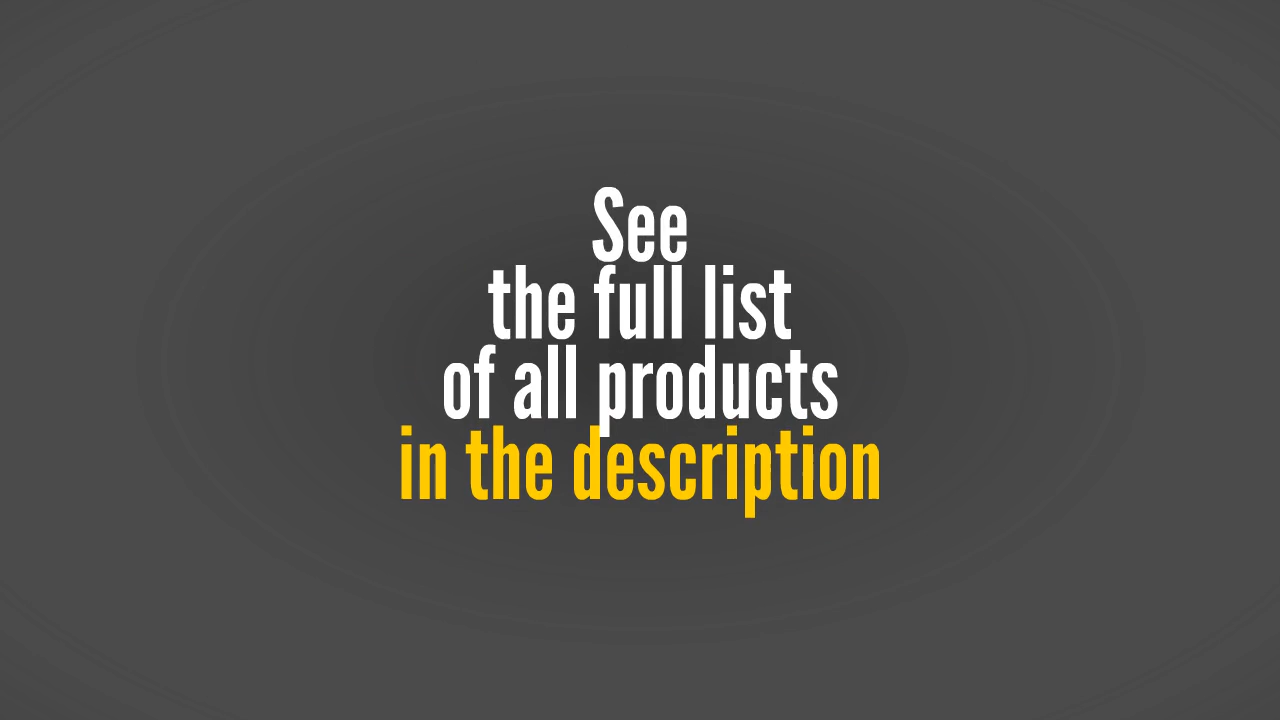 See
the full list
of all products
in the description